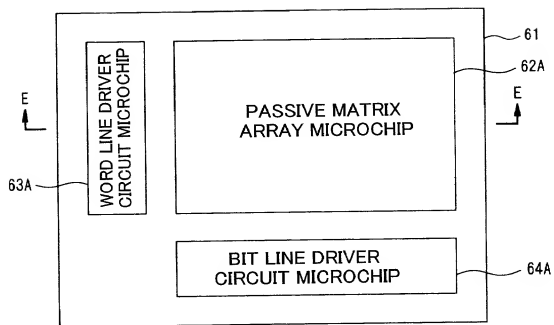 61
62A
E
E
WORD LINE DRIVER
CIRCUIT MICROCHIP
PASSIVE MATRIX
ARRAY MICROCHIP
63A
BIT LINE DRIVER
CIRCUIT MICROCHIP
64A